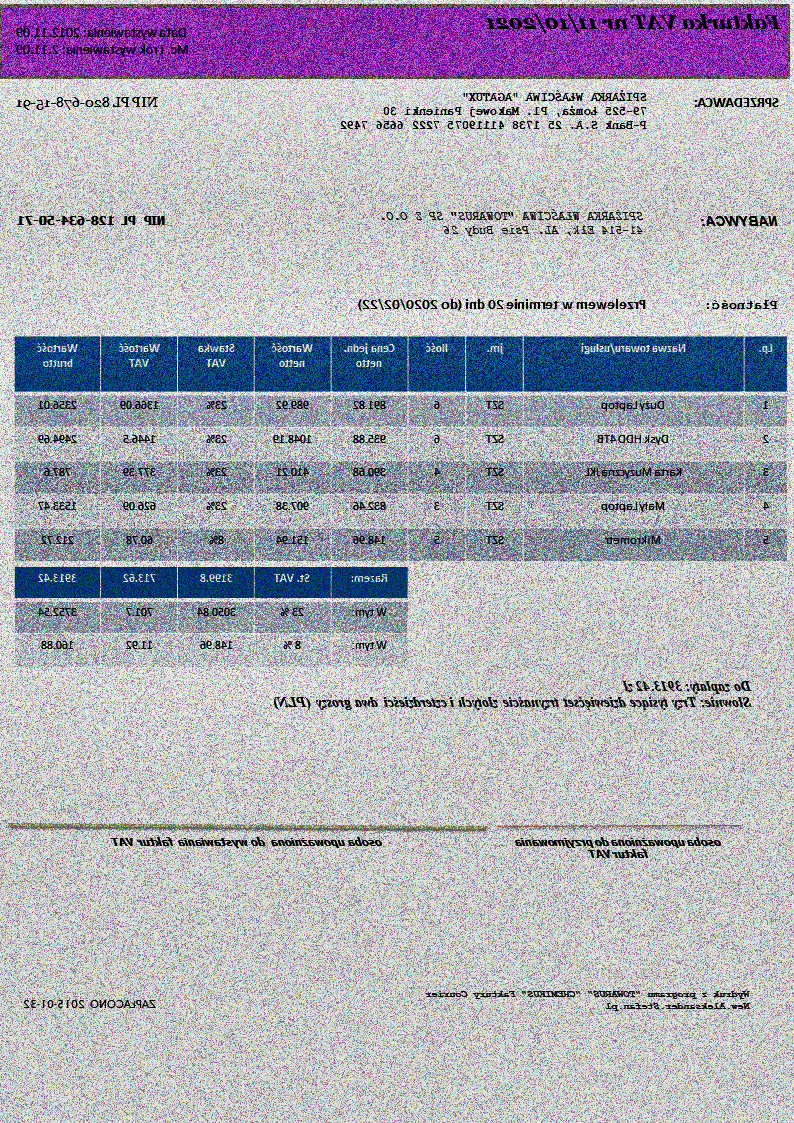 Fakturka VAT nr 11/10/2021
Data wystawienia: 2012.11.09
Mc. i rok wystawienia: 2.11.09
SPRZEDAWCA:
SPIŻARKA WŁAŚCIWA "AGATUX"
79-525 Łomża, Pl. Makowej Panienki 30
P-Bank S.A. 25 1738 41119075 7222 6656 7492
NIP PL 820-678-15-91
NABYWCA:
SPIŻARKA WŁAŚCIWA "TOWARUS" SP Z O.O.
41-514 Ełk, AL. Psie Budy 26
NIP PL 128-634-50-71
Płatność: Przelewem w terminie 20 dni (do 2020/02/22)
Lp. Nazwa towaru/usługi jm. Ilość Cena jedn. netto Wartość netto Stawka VAT Wartość VAT Wartość brutto
1 Duży Laptop SZT 6 891.82 989.92 23% 1366.09 2356.01
2 Dysk HDD 4TB SZT 6 935.88 1048.19 23% 1446.5 2494.69
3 Karta Muzyczna JKL SZT 4 390.68 410.21 23% 377.39 787.6
4 Mały Laptop SZT 3 832.46 907.38 23% 626.09 1533.47
5 Mikrometr SZT 5 148.96 151.94 8% 60.78 212.72
Razem: St. VAT 3199.8 713.62 3913.42
W tym: 23 % 3050.84 701.7 3752.54
W tym: 8 % 148.96 11.92 160.88
Do zapłaty: 3913.42 zł
Słownie: Trzy tysiące dziewięćset trzynaście złotych i czterdzieści dwa groszy (PLN)
osoba upoważniona do przyjmowania
faktur VAT
osoba upoważniona do wystawiania faktur VAT
Wydruk z programu "TOWARUS" "CHEMIKUS" Faktury Courier
New.Aleksander.Stefan.pl
ZAPŁACONO 2015-01-32